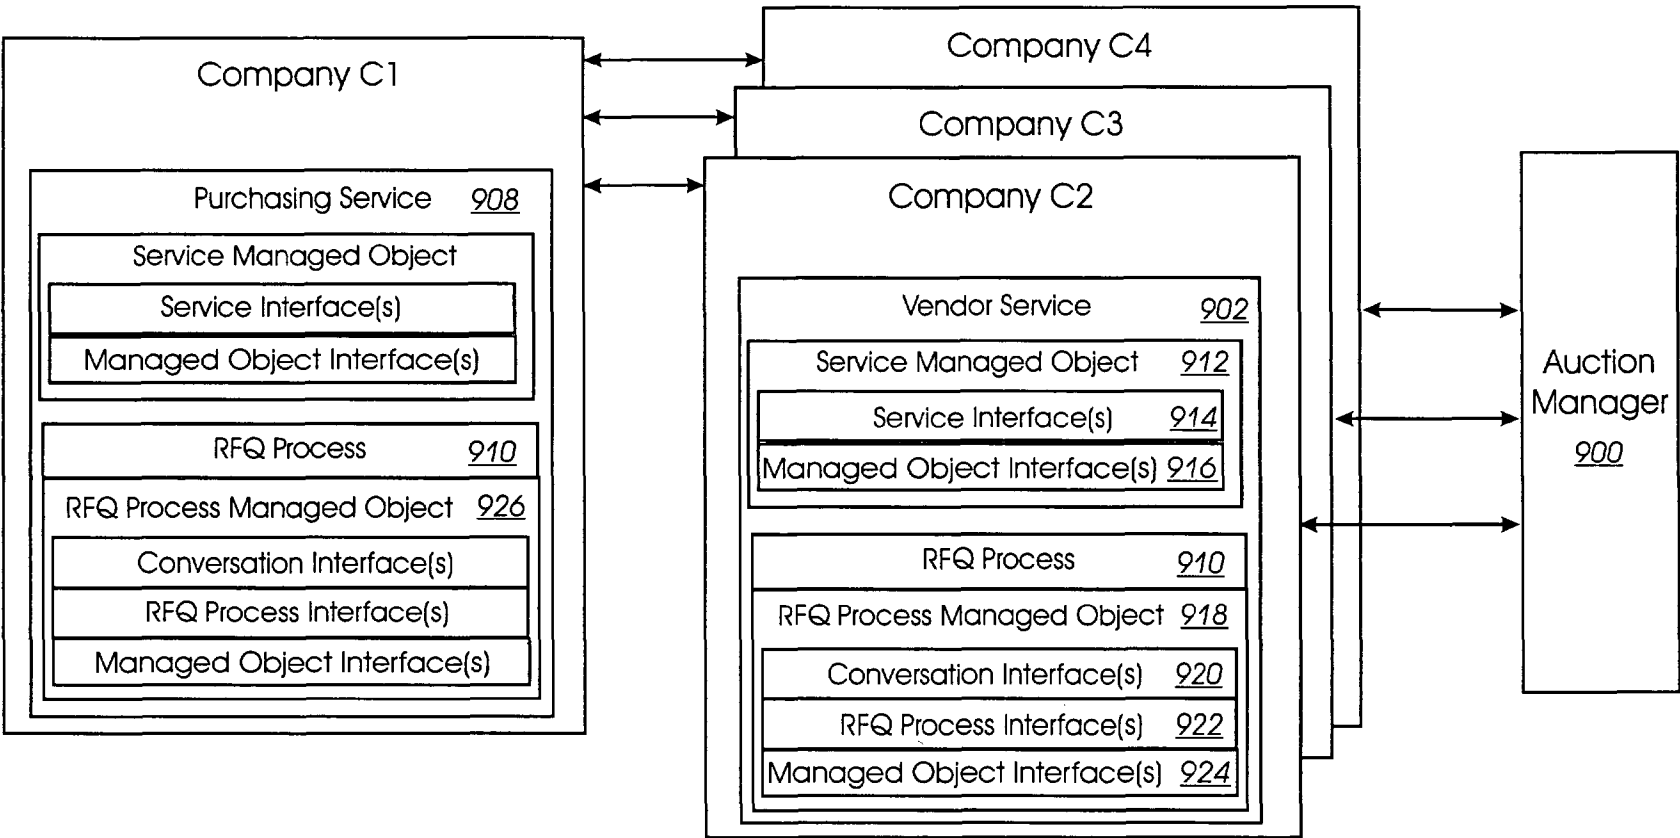 Company C1
Purchasing Service 908
Service Managed Object
Service Interface(s)
Managed Object Interface(s)
RFQ Process 910
RFQ Process Managed Object 926
Conversation Interface(s)
RFQ Process Interface(s)
Managed Object Interface(s)
Company C4
Company C3
Company C2
Vendor Service 902
Service Managed Object 912
Service Interface(s) 914
Managed Object Interface(s) 916
RFQ Process 910
RFQ Process Managed Object 918
Conversation Interface(s) 920
RFQ Process Interface(s) 922
Managed Object Interface(s) 924
Auction
Manager
900